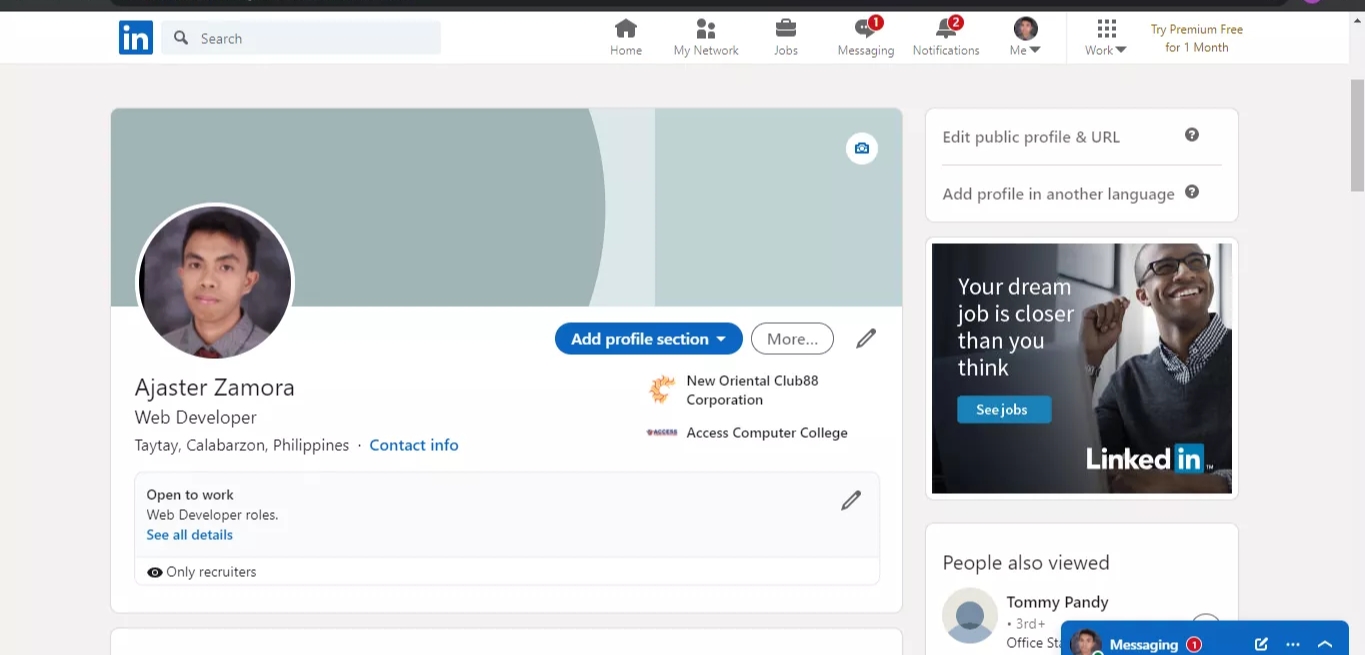 in
Search
Home
My Network
Jobs
1
Messaging
2
Notifications
Me
Work
Try Premium Free
for 1 Month
Add profile section
More...
Ajaster Zamora
Web Developer
Taytay, Calabarzon, Philippines · Contact info
New Oriental Club88
Corporation
ACCESS
Access Computer College
Open to work
Web Developer roles.
See all details
Only recruiters
Edit public profile & URL
?
Add profile in another language
?
Your dream
job is closer
than you
think
See jobs
Linked in
People also viewed
Tommy Pandy
• 3rd+
Office Sta
Messaging 1